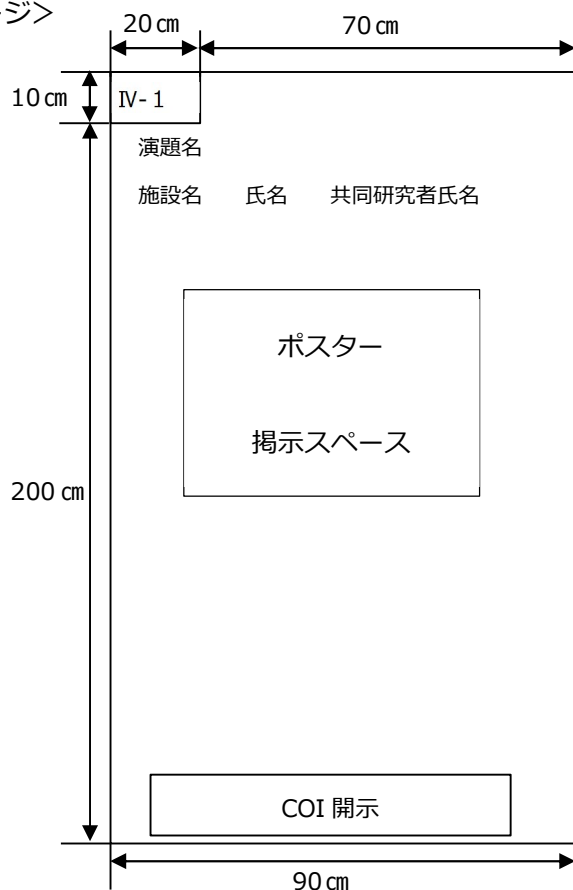 ージ>
20㎝ 70㎝
10㎝ Ⅳ-1
演題名
施設名 氏名 共同研究者氏名
ポスター
掲示スペース
200㎝
COI 開示
90㎝